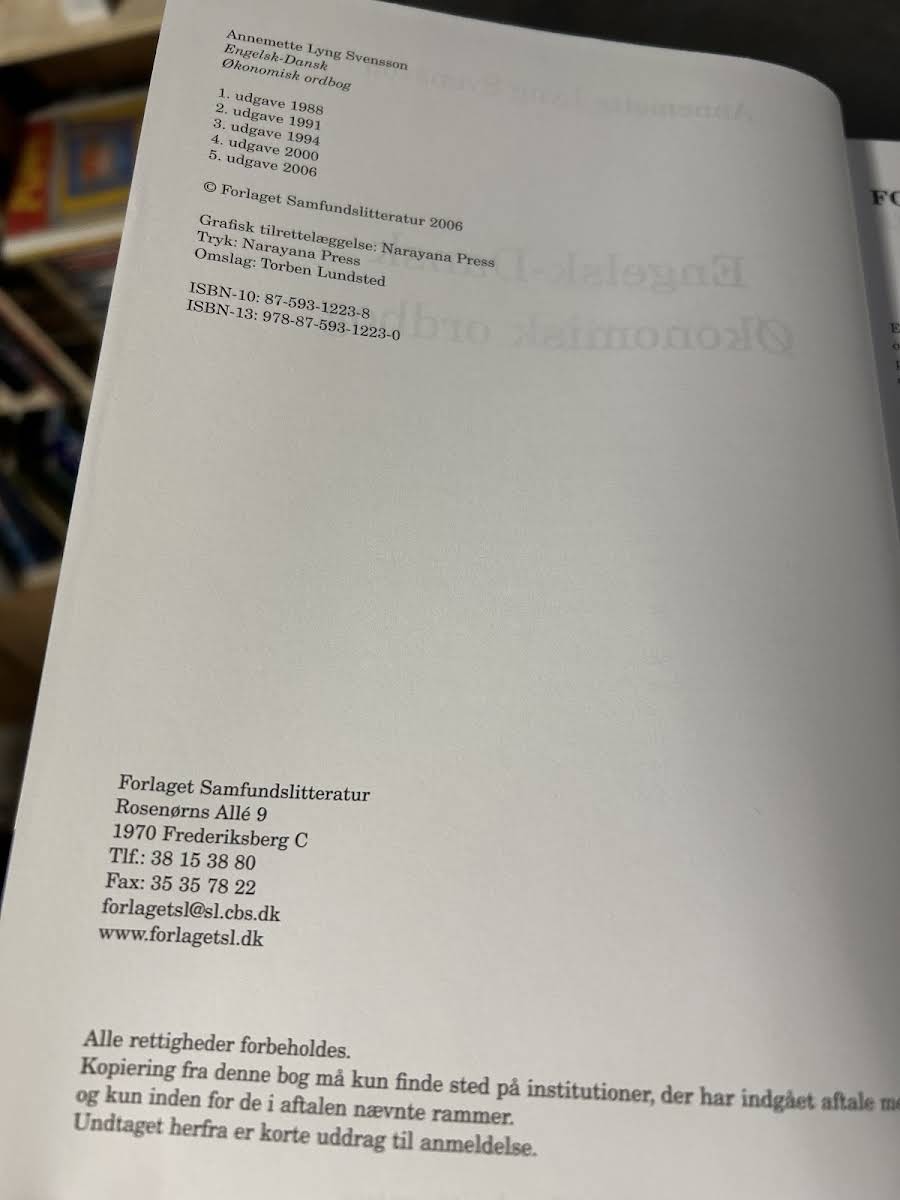 Annemette Lyng Svensson
Engelsk-Dansk
Økonomisk ordbog
1. udgave 1988
2. udgave 1991
3. udgave 1994
4. udgave 2000
5. udgave 2006
© Forlaget Samfundslitteratur 2006
Grafisk tilrettelæggelse: Narayana Press
Tryk: Narayana Press
Omslag: Torben Lundsted
ISBN-10: 87-593-1223-8
ISBN-13: 978-87-593-1223-0
Forlaget Samfundslitteratur
Rosenørns Allé 9
1970 Frederiksberg C
Tlf.: 38 15 38 80
Fax: 35 35 78 22
forlagetsl@sl.cbs.dk
www.forlagetsl.dk
Alle rettigheder forbeholdes.
Kopiering fra denne bog må kun finde sted på institutioner, der har indgået aftale
og kun inden for de i aftalen nævnte rammer.
Undtaget herfra er korte uddrag til anmeldelse.